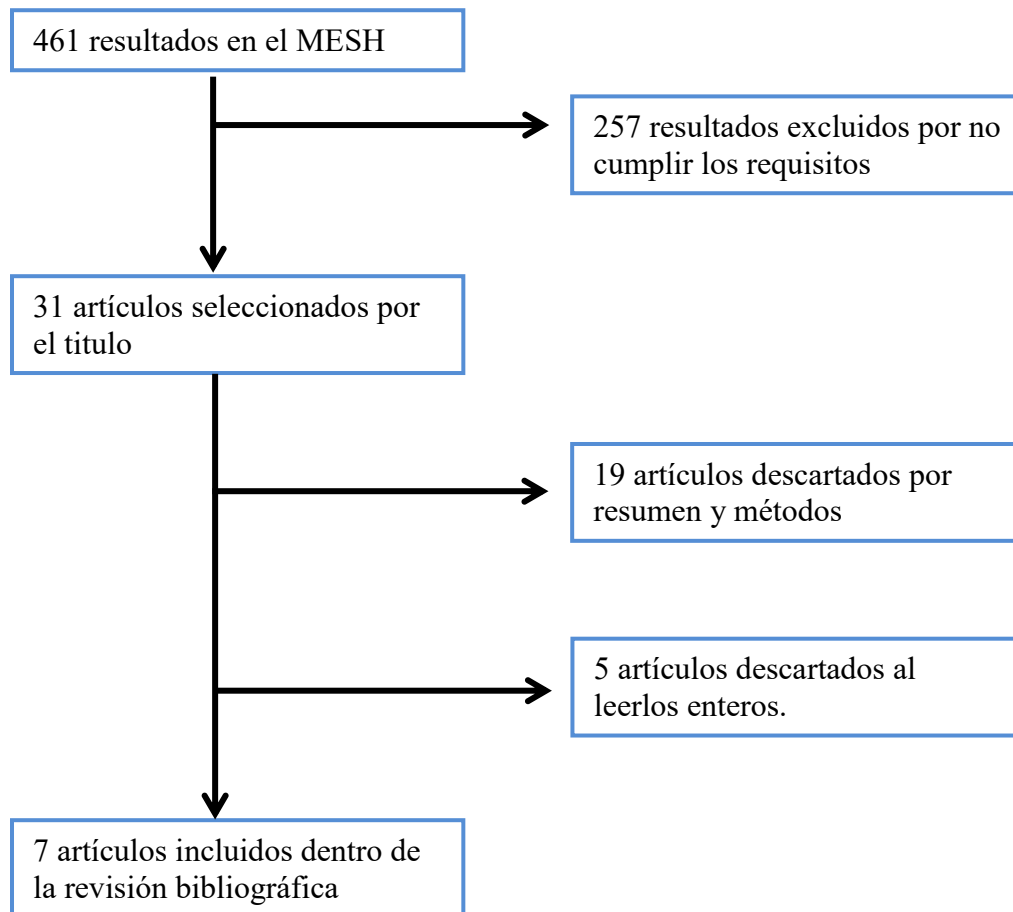 461 resultados en el MESH
257 resultados excluidos por no
cumplir los requisitos
31 artículos seleccionados por
el titulo
19 artículos descartados por
resumen y métodos
5 artículos descartados al
leerlos enteros.
7 artículos incluidos dentro de
la revisión bibliográfica